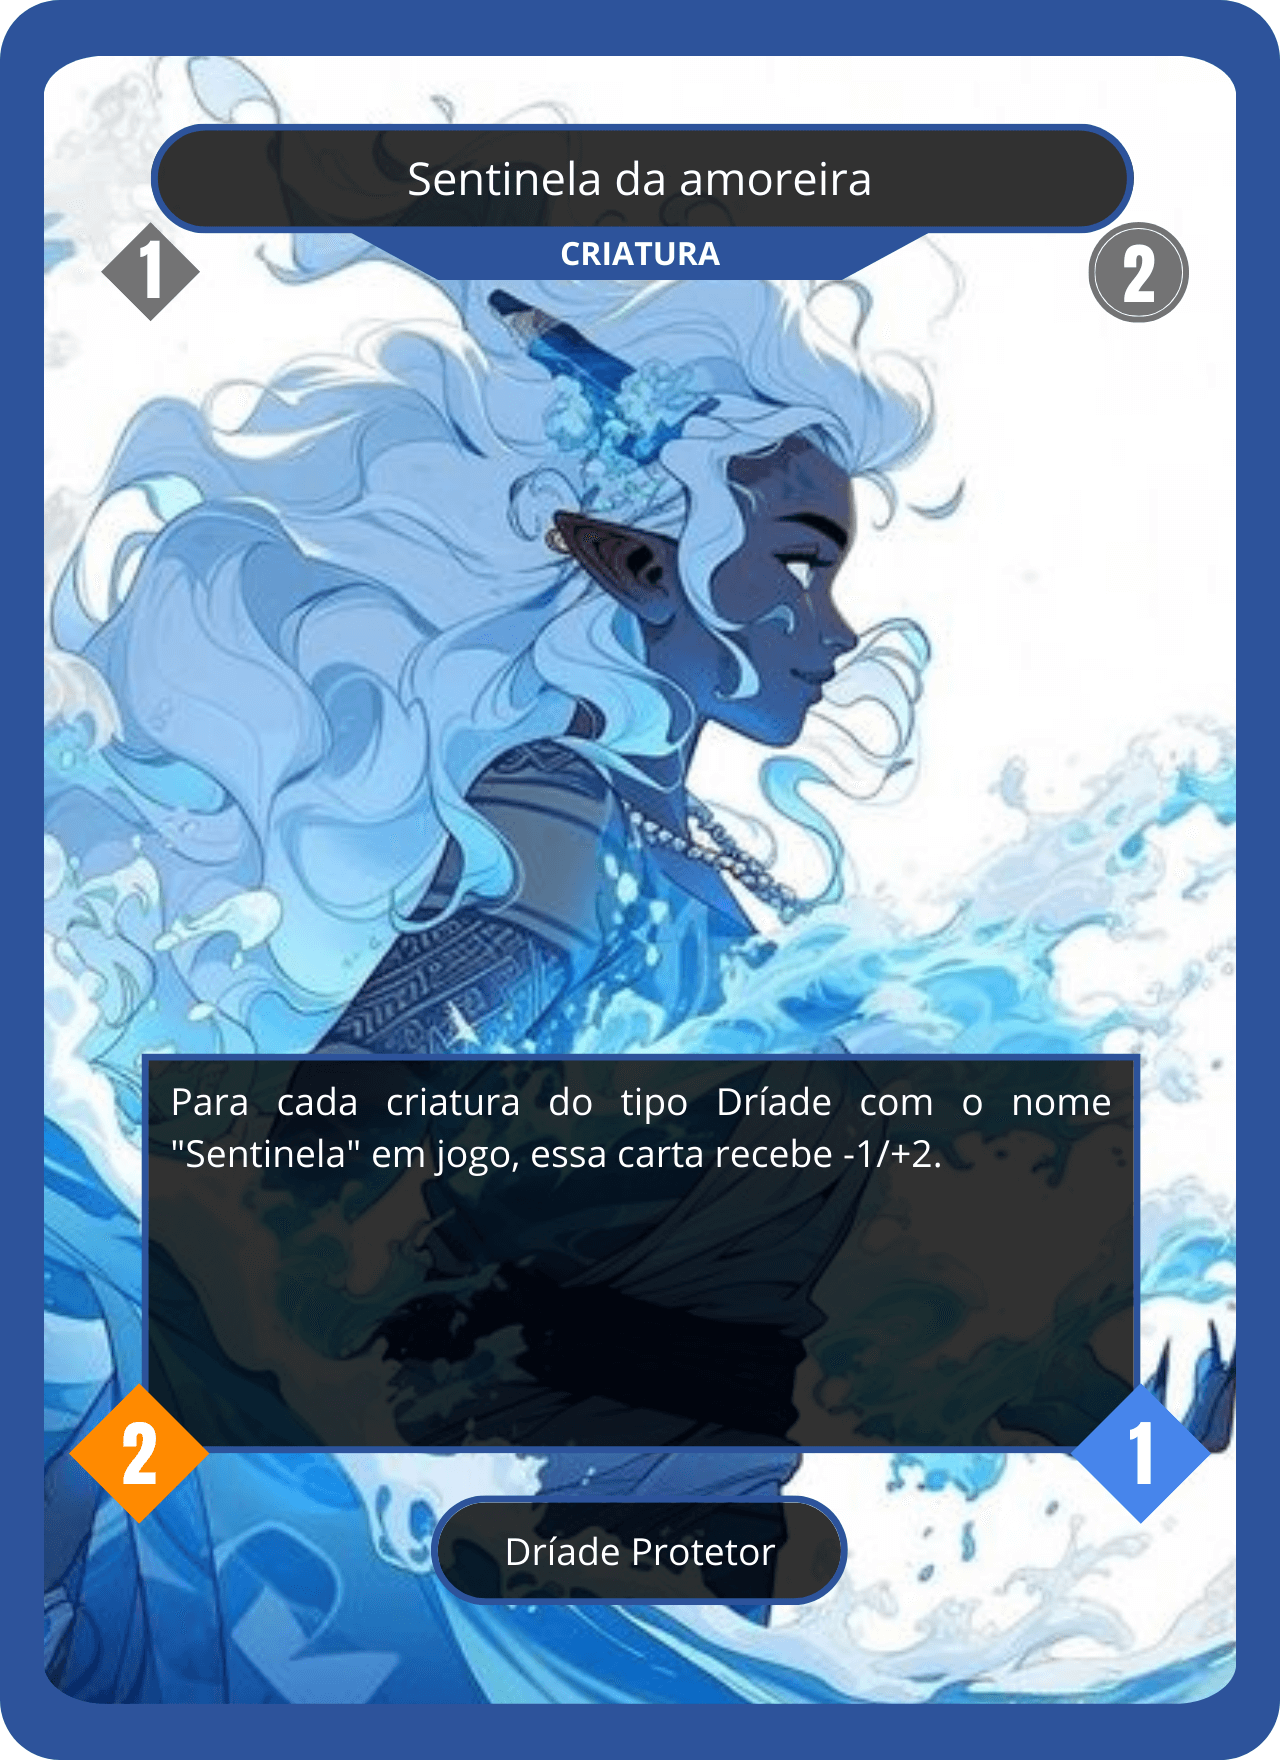 Sentinela da amoreira
CRIATURA
1
2
Para cada criatura do tipo Dríade com o nome
"Sentinela" em jogo, essa carta recebe -1/+2.
2
1
Dríade Protetor